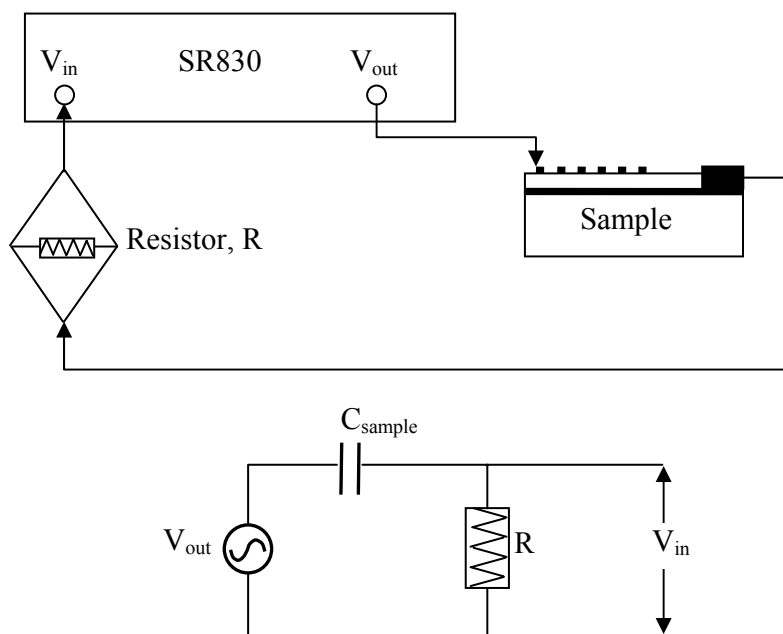 V_in SR830 V_out
Sample
Resistor, R
C_sample
V_out R V_in